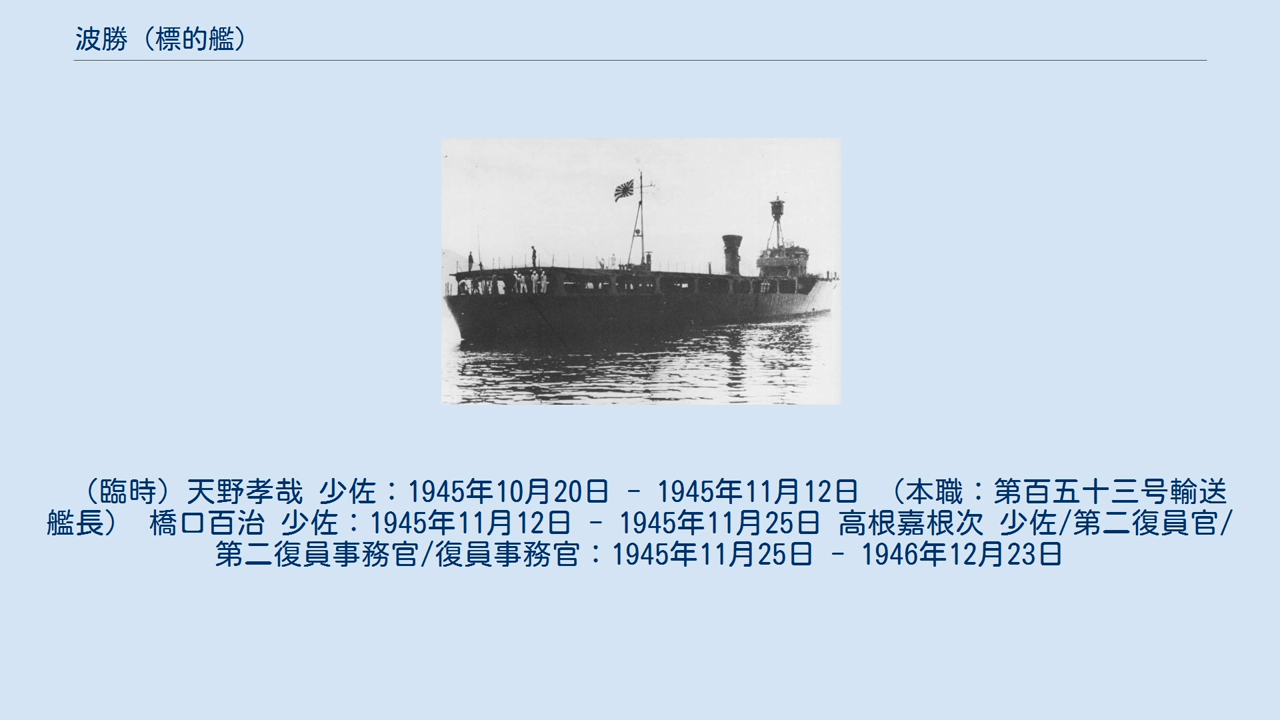 波勝（標的艦）
（臨時）天野孝哉 少佐：1945年10月20日 - 1945年11月12日 （本職：第百五十三号輸送
艦長） 橋口百治 少佐：1945年11月12日 - 1945年11月25日 高根嘉根次 少佐/第二復員官/
第二復員事務官/復員事務官：1945年11月25日 - 1946年12月23日